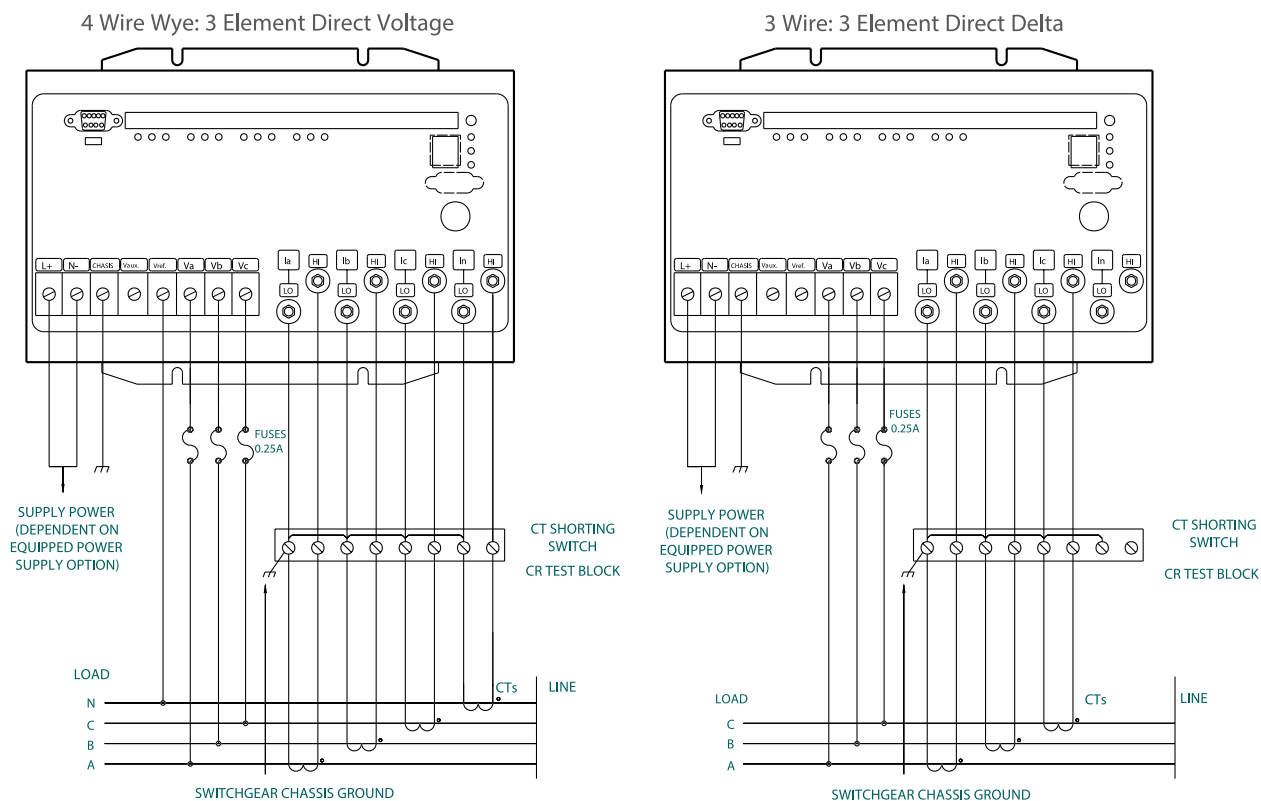 4 Wire Wye: 3 Element Direct Voltage
L+ N- CHASIS Vaux. Vref. Va Vb Vc
Ia HI Ib HI Ic HI In HI
LO LO LO LO
FUSES
0.25A
SUPPLY POWER
(DEPENDENT ON
EQUIPPED POWER
SUPPLY OPTION)
CT SHORTING
SWITCH
CR TEST BLOCK
LOAD
CTs
LINE
N
C
B
A
SWITCHGEAR CHASSIS GROUND
3 Wire: 3 Element Direct Delta
L+ N- CHASIS Vaux. Vref. Va Vb Vc
Ia HI Ib HI Ic HI In HI
LO LO LO LO
FUSES
0.25A
SUPPLY POWER
(DEPENDENT ON
EQUIPPED POWER
SUPPLY OPTION)
CT SHORTING
SWITCH
CR TEST BLOCK
LOAD
CTs
LINE
C
B
A
SWITCHGEAR CHASSIS GROUND